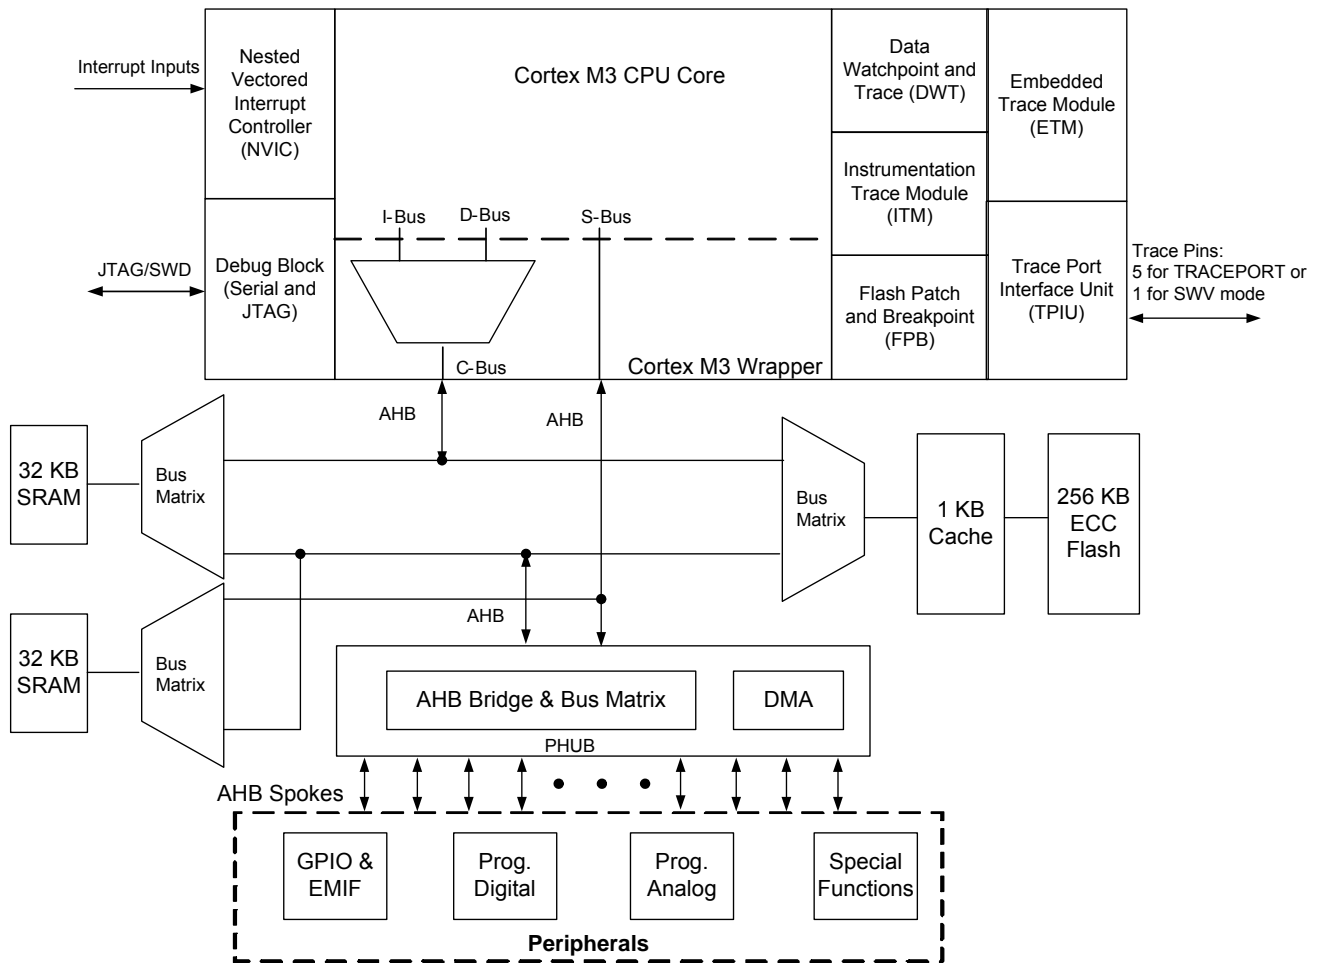 Interrupt Inputs
Nested
Vectored
Interrupt
Controller
(NVIC)
Cortex M3 CPU Core
Data
Watchpoint and
Trace (DWT)
Embedded
Trace Module
(ETM)
Instrumentation
Trace Module
(ITM)
I-Bus
D-Bus
S-Bus
JTAG/SWD
Debug Block
(Serial and
JTAG)
Flash Patch
and Breakpoint
(FPB)
Trace Port
Interface Unit
(TPIU)
Trace Pins:
5 for TRACEPORT or
1 for SWV mode
C-Bus
Cortex M3 Wrapper
AHB
AHB
32 KB
SRAM
Bus
Matrix
Bus
Matrix
1 KB
Cache
256 KB
ECC
Flash
AHB
32 KB
SRAM
Bus
Matrix
AHB Bridge & Bus Matrix
DMA
PHUB
AHB Spokes
GPIO &
EMIF
Prog.
Digital
Prog.
Analog
Special
Functions
Peripherals